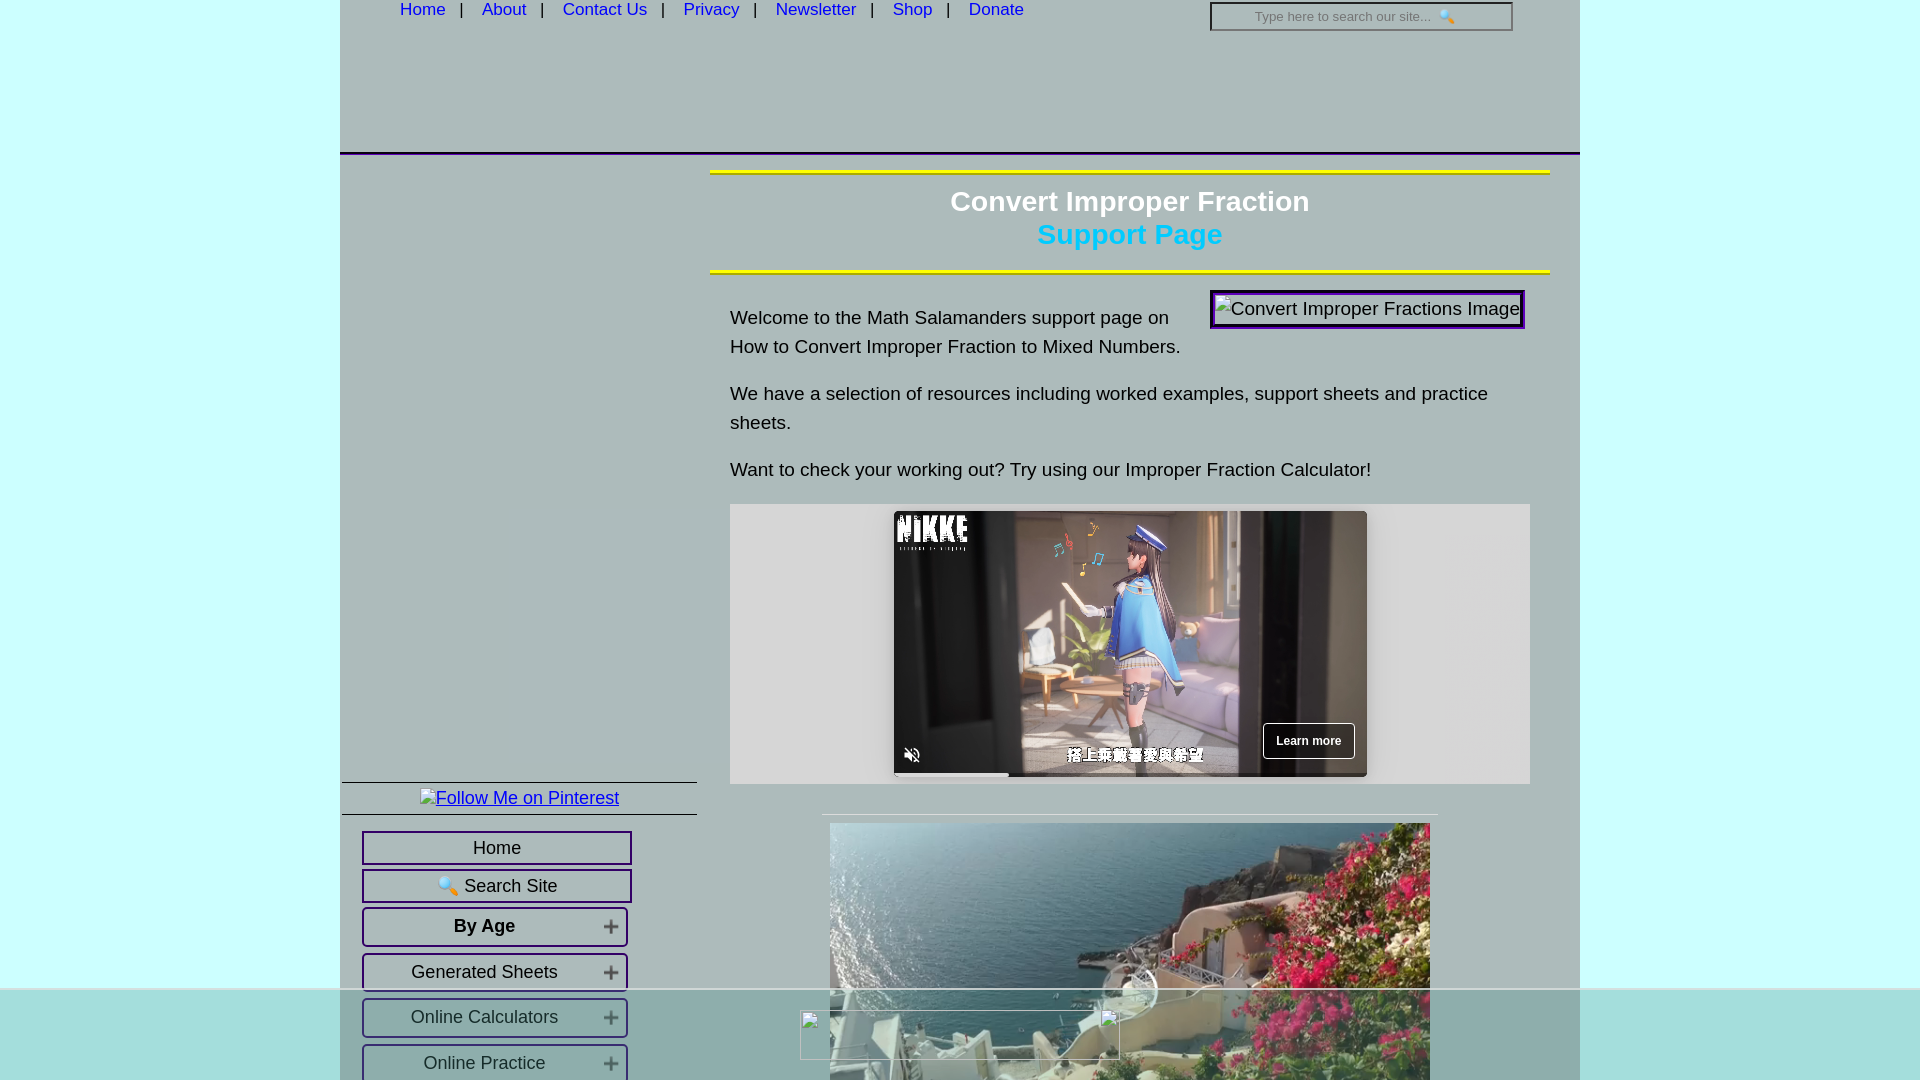 Home | About | Contact Us | Privacy | Newsletter | Shop | Donate
Type here to search our site... 🔍
Convert Improper Fraction
Support Page
Convert Improper Fractions Image
Welcome to the Math Salamanders support page on
How to Convert Improper Fraction to Mixed Numbers.
We have a selection of resources including worked examples, support sheets and practice
sheets.
Want to check your working out? Try using our Improper Fraction Calculator!
NIKKE
搭上乘載著愛與希望
Learn more
Follow Me on Pinterest
Home
🔍 Search Site
By Age
Generated Sheets
Online Calculators
Online Practice